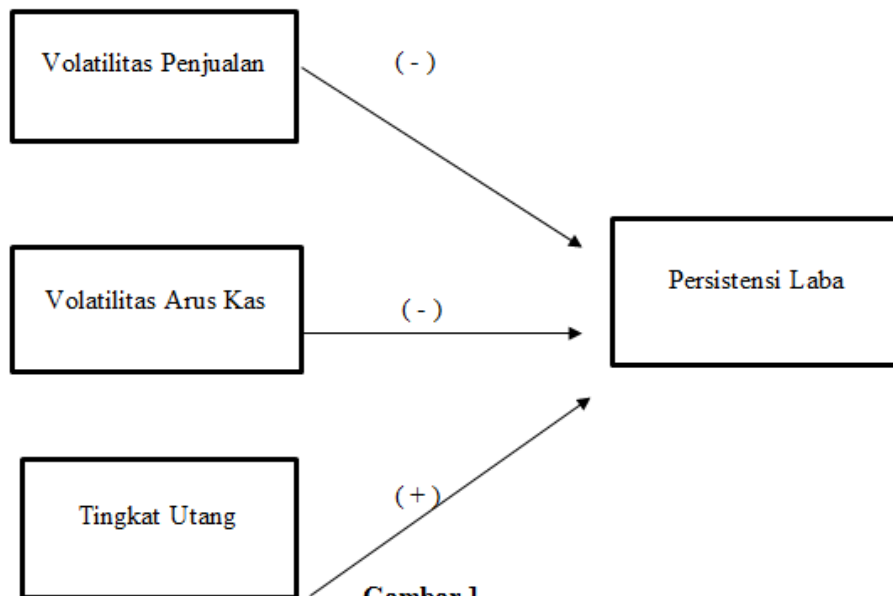 Volatilitas Penjualan
( - )
Volatilitas Arus Kas
( - )
Persistensi Laba
Tingkat Utang
( + )
Gambar 1